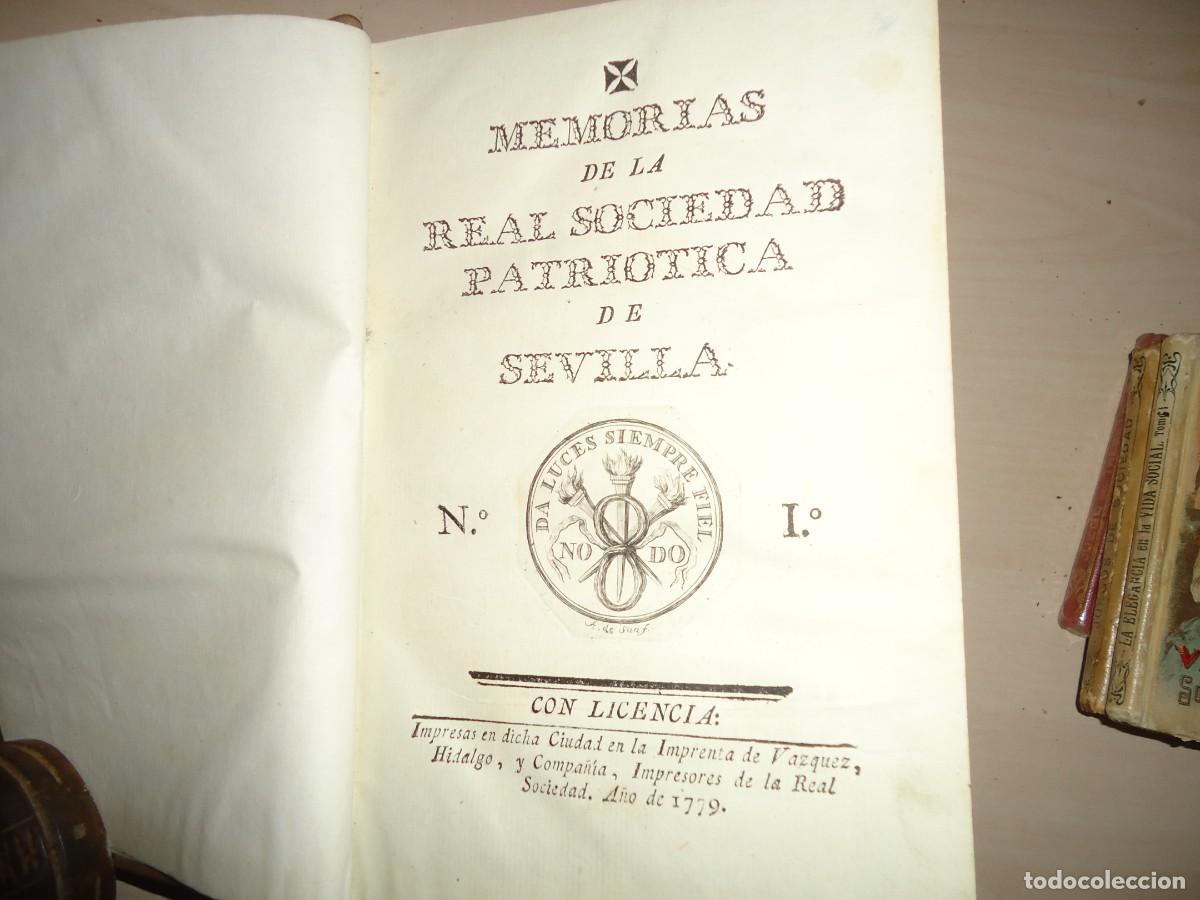 MEMORIAS
DE LA
REAL SOCIEDAD
PATRIOTICA
DE
SEVILLA.
N.º I.º
DA LUCES SIEMPRE FIEL
NO DO
CON LICENCIA:
Impresas en dicha Ciudad en la Imprenta de Vazquez,
Hidalgo, y Compañía, Impresores de la Real
Sociedad. Año de 1779.
LA ELEGANCIA en la VIDA SOCIAL. Tomo I
todocoleccion